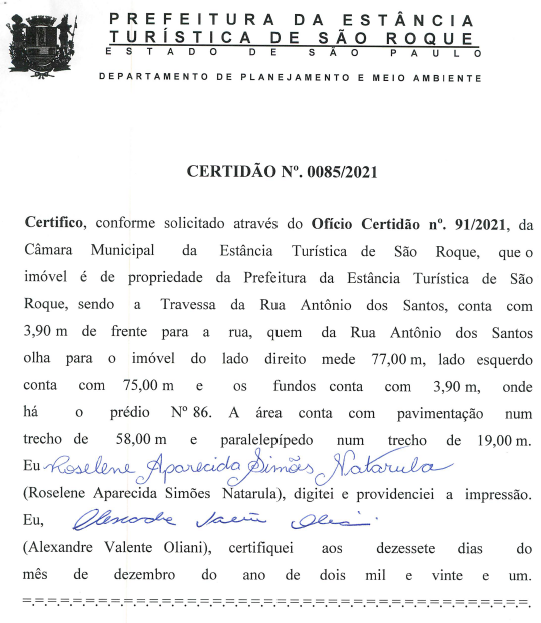 PREFEITURA DA ESTÂNCIA
TURÍSTICA DE SÃO ROQUE
ESTADO DE SÃO PAULO
DEPARTAMENTO DE PLANEJAMENTO E MEIO AMBIENTE
CERTIDÃO Nº. 0085/2021
Certifico, conforme solicitado através do Ofício Certidão nº. 91/2021, da
Câmara Municipal da Estância Turística de São Roque, que o
imóvel é de propriedade da Prefeitura da Estância Turística de São
Roque, sendo a Travessa da Rua Antônio dos Santos, conta com
3,90 m de frente para a rua, quem da Rua Antônio dos Santos
olha para o imóvel do lado direito mede 77,00 m, lado esquerdo
conta com 75,00 m e os fundos conta com 3,90 m, onde
há o prédio Nº 86. A área conta com pavimentação num
trecho de 58,00 m e paralelepípedo num trecho de 19,00 m.
Eu Roselene Aparecida Simões Natarula
(Roselene Aparecida Simões Natarula), digitei e providenciei a impressão.
Eu,
(Alexandre Valente Oliani), certifiquei aos dezessete dias do
mês de dezembro do ano de dois mil e vinte e um.